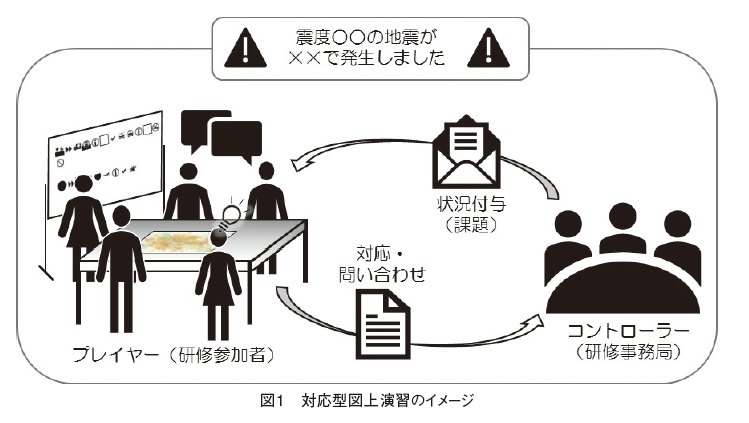 震度〇〇の地震が
××で発生しました
状況付与
（課題）
対応・
問い合わせ
プレイヤー（研修参加者）
コントローラー
（研修事務局）
図1　対応型図上演習のイメージ